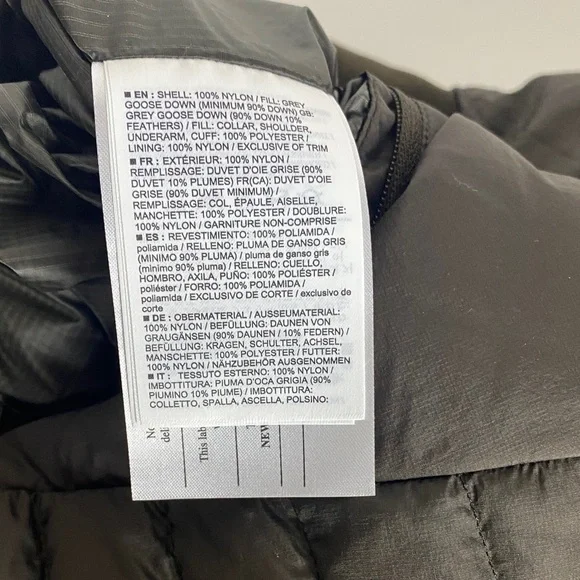 ■ EN : SHELL: 100% NYLON / FILL: GREY
GOOSE DOWN (MINIMUM 90% DOWN) GB:
GREY GOOSE DOWN (90% DOWN 10%
FEATHERS) / FILL: COLLAR, SHOULDER,
UNDERARM, CUFF: 100% POLYESTER /
LINING: 100% NYLON / EXCLUSIVE OF TRIM
■ FR : EXTÉRIEUR: 100% NYLON /
REMPLISSAGE: DUVET D'OIE GRISE (90%
DUVET 10% PLUMES) FR(CA): DUVET D'OIE
GRISE (90% DUVET MINIMUM) /
REMPLISSAGE: COL, ÉPAULE, AISELLE,
MANCHETTE: 100% POLYESTER / DOUBLURE:
100% NYLON / GARNITURE NON-COMPRISE
■ ES : REVESTIMIENTO: 100% POLIAMIDA /
poliamida / RELLENO: PLUMA DE GANSO GRIS
(MINIMO 90% PLUMA) / pluma de ganso gris
(minimo 90% pluma) / RELLENO: CUELLO,
HOMBRO, AXILA, PUÑO: 100% POLIÉSTER /
poliéster / FORRO: 100% POLIAMIDA /
poliamida / EXCLUSIVO DE CORTE / exclusivo de
corte
■ DE : OBERMATERIAL / AUSSEUMATERIAL:
100% NYLON / BEFÜLLUNG: DAUNEN VON
GRAUGÄNSEN (90% DAUNEN / 10% FEDERN) /
BEFÜLLUNG: KRAGEN, SCHULTER, ACHSEL,
MANSCHETTE: 100% POLYESTER / FUTTER:
100% NYLON / NÄHZUBEHÖR AUSGENOMMEN
■ IT : TESSUTO ESTERNO: 100% NYLON /
IMBOTTITURA: PIUMA D'OCA GRIGIA (90%
PIUMINO 10% PIUME) / IMBOTTITURA:
COLLETTO, SPALLA, ASCELLA, POLSINO:
This lab
NEW